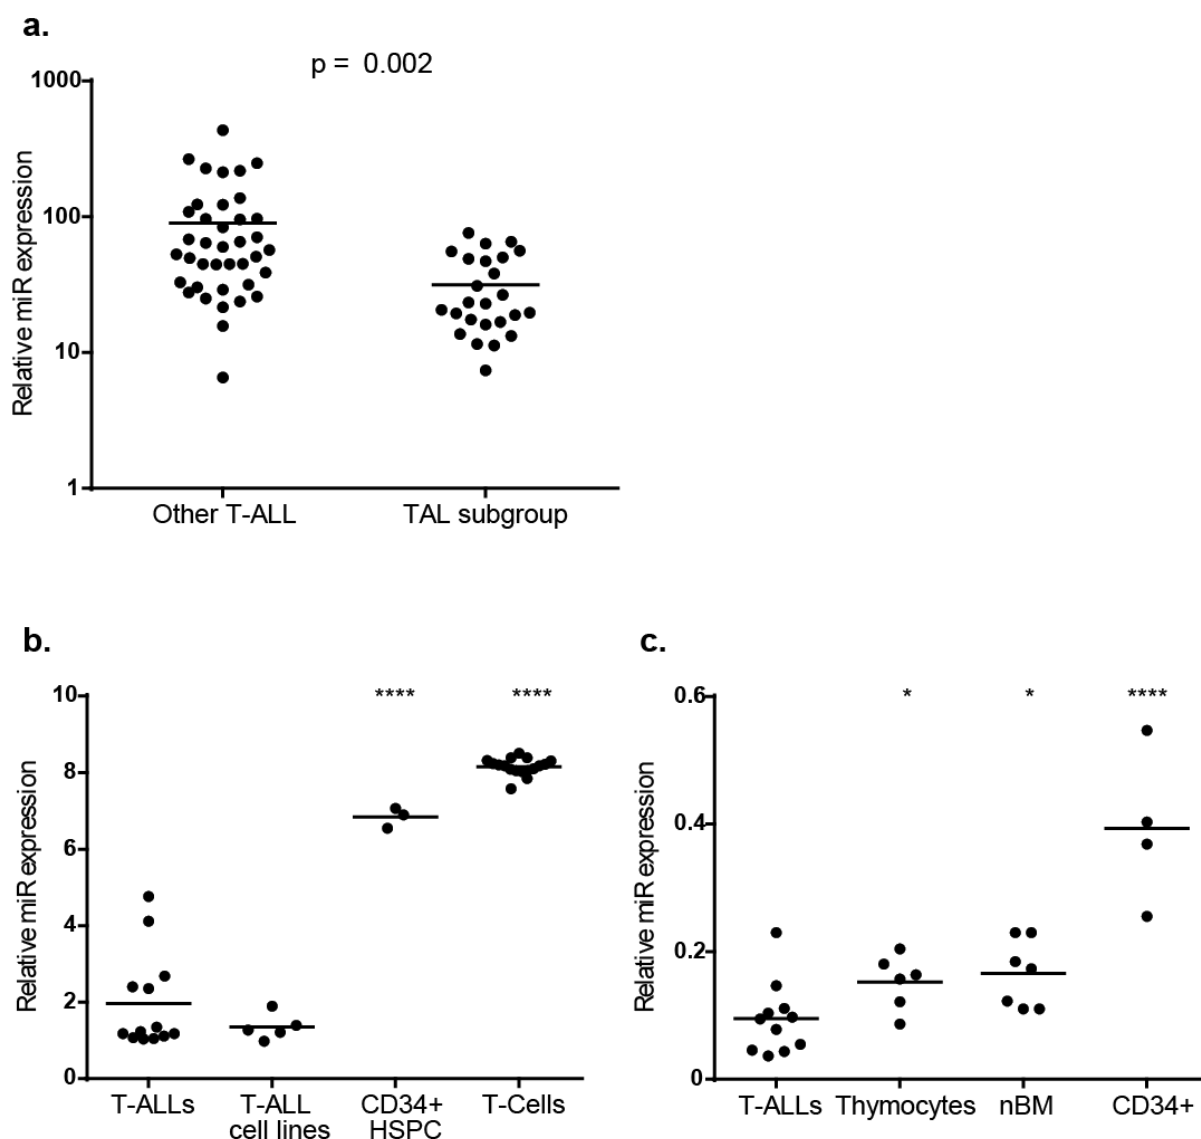 a.
p = 0.002
1000
100
10
1
Relative miR expression
Other T-ALL
TAL subgroup
b.
10
8
6
4
2
0
Relative miR expression
****
****
T-ALLs
T-ALL
cell lines
CD34+
HSPC
T-Cells
c.
0.6
0.4
0.2
0
Relative miR expression
*
*
****
T-ALLs
Thymocytes
nBM
CD34+